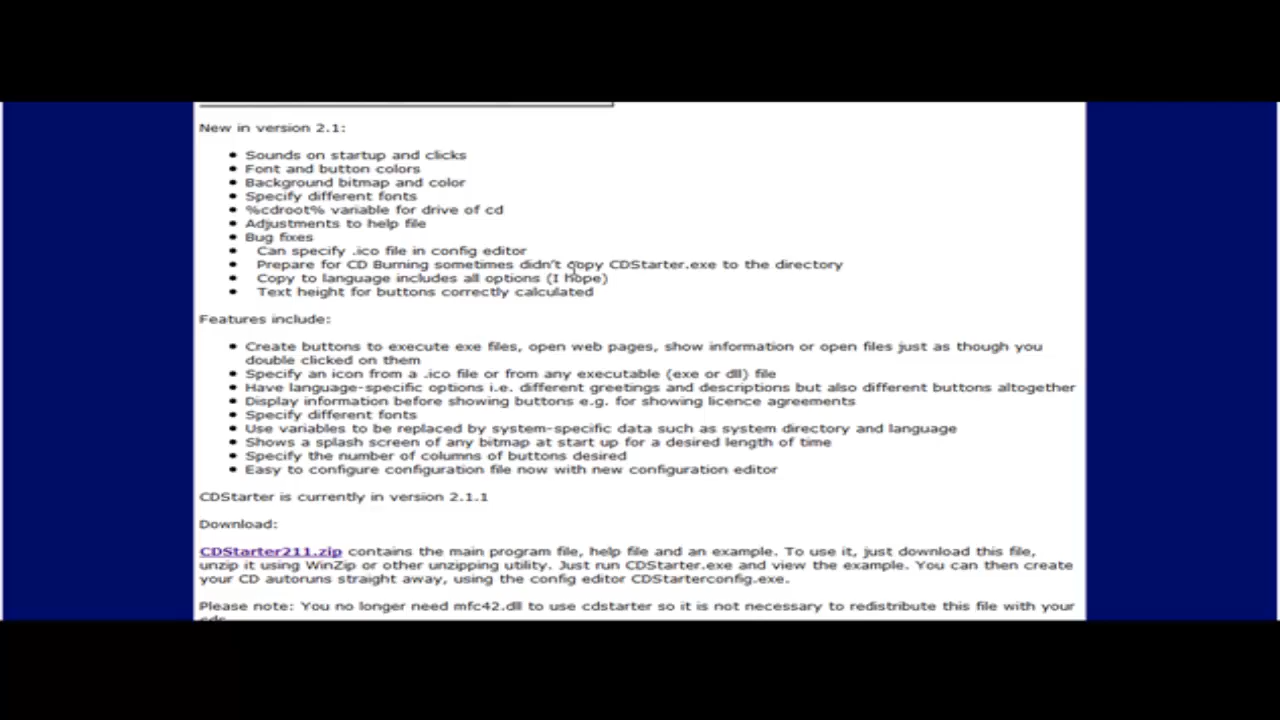 New in version 2.1:
Sounds on startup and clicks
Font and button colors
Background bitmap and color
Specify different fonts
%cdroot% variable for drive of cd
Adjustments to help file
Bug fixes
Can specify .ico file in config editor
Prepare for CD Burning sometimes didn't copy CDStarter.exe to the directory
Copy to language includes all options (I hope)
Text height for buttons correctly calculated
Features include:
Create buttons to execute exe files, open web pages, show information or open files just as though you
double clicked on them
Specify an icon from a .ico file or from any executable (exe or dll) file
Have language-specific options i.e. different greetings and descriptions but also different buttons altogether
Display information before showing buttons e.g. for showing licence agreements
Specify different fonts
Use variables to be replaced by system-specific data such as system directory and language
Shows a splash screen of any bitmap at start up for a desired length of time
Specify the number of columns of buttons desired
Easy to configure configuration file now with new configuration editor
CDStarter is currently in version 2.1.1
Download:
CDStarter211.zip contains the main program file, help file and an example. To use it, just download this file,
unzip it using WinZip or other unzipping utility. Just run CDStarter.exe and view the example. You can then create
your CD autoruns straight away, using the config editor CDStarterconfig.exe.
Please note: You no longer need mfc42.dll to use cdstarter so it is not necessary to redistribute this file with your